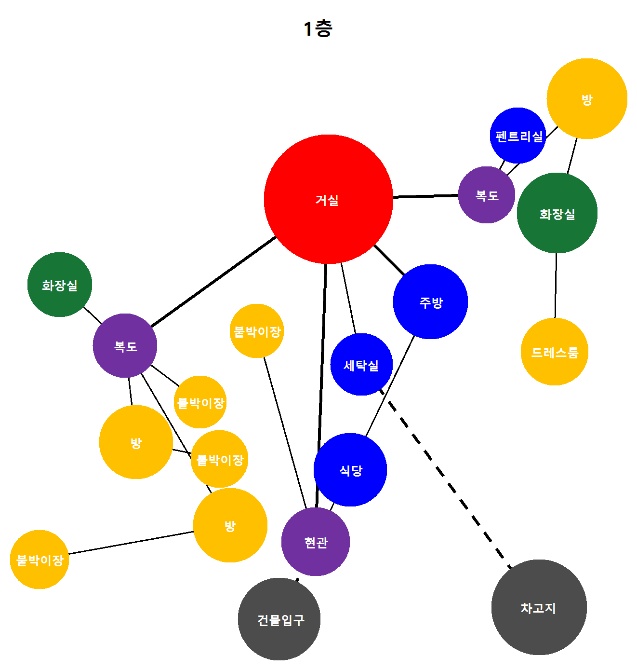 1층
방
펜트리실
복도
거실
화장실
화장실
주방
붙박이장
복도
드레스룸
세탁실
붙박이장
방
붙박이장
식당
방
현관
붙박이장
차고지
건물입구